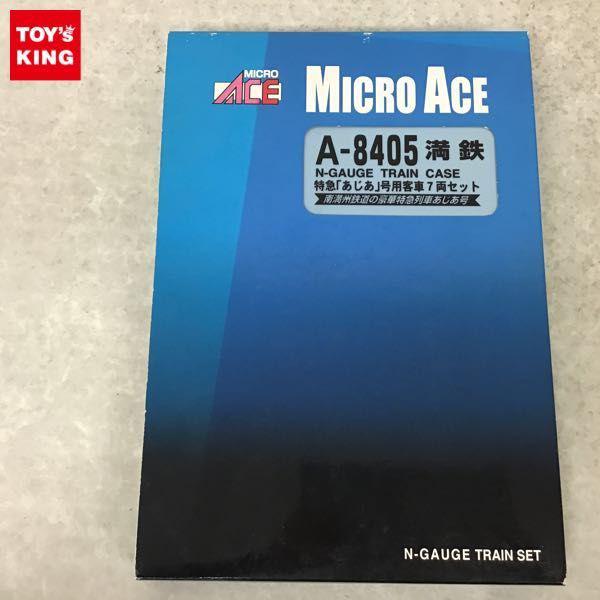 TOY's
KING
MICRO
ACE
MICRO ACE
A-8405 満鉄
N-GAUGE TRAIN CASE
特急「あじあ」号用客車7両セット
南満州鉄道の豪華特急列車あじあ号
N-GAUGE TRAIN SET